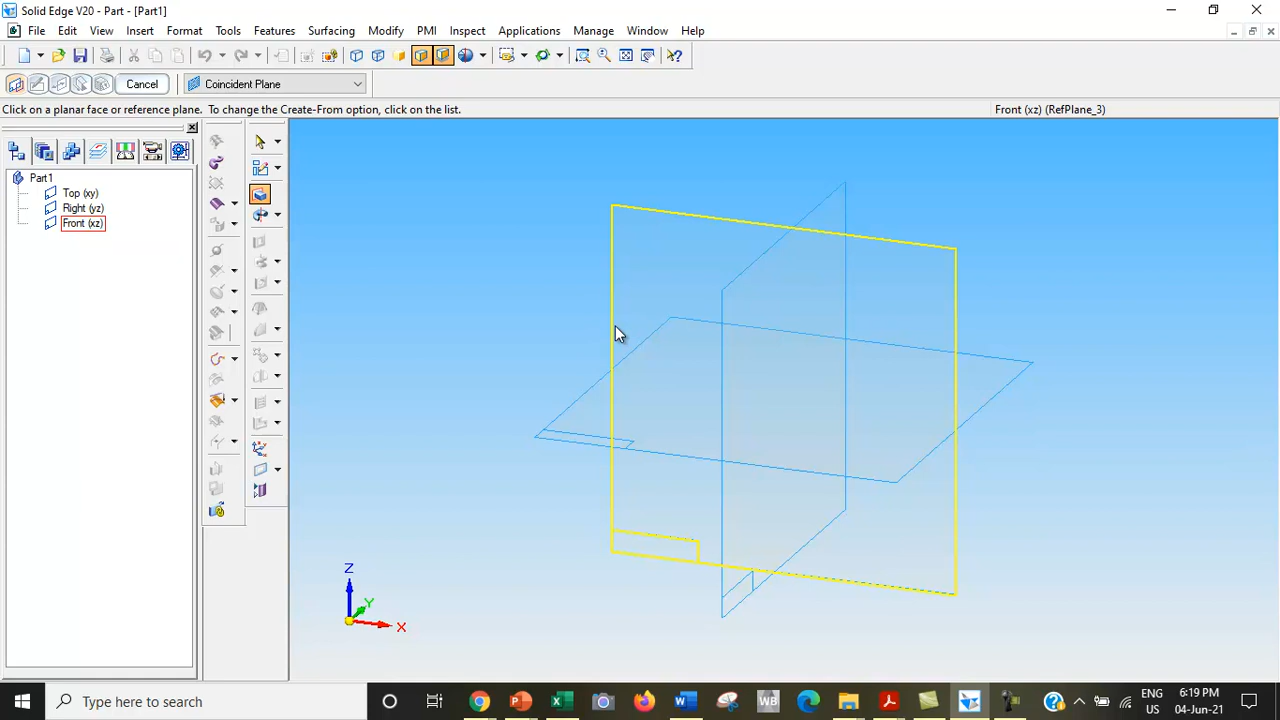 Solid Edge V20 - Part - [Part1]
File Edit View Insert Format Tools Features Surfacing Modify PMI Inspect Applications Manage Window Help
Cancel Coincident Plane
Click on a planar face or reference plane. To change the Create-From option, click on the list. Front (xz) (RefPlane_3)
Part1
Top (xy)
Right (yz)
Front (xz)
Z
Y
X
Type here to search
ENG
US
6:19 PM
04-Jun-21